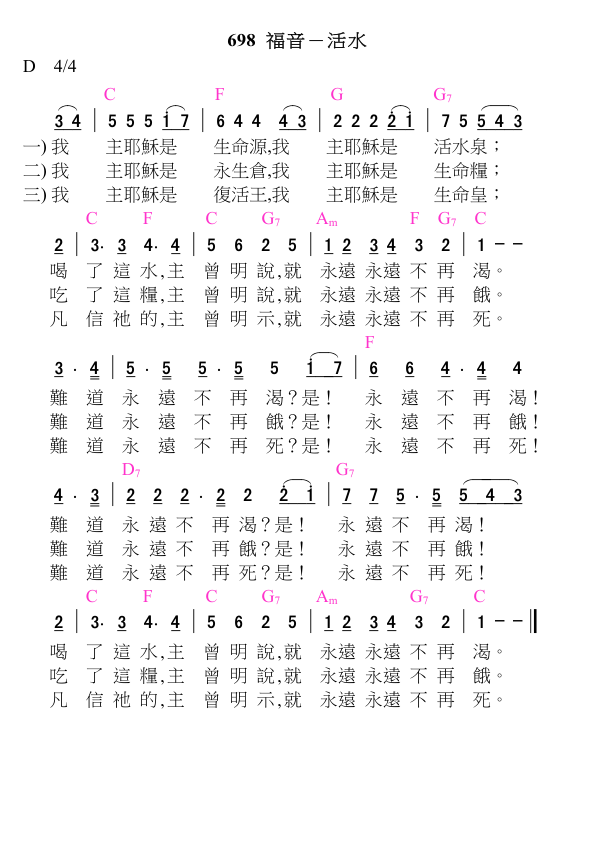 698 福音－活水
D 4/4
C F G G7
3 4 | 5 5 5 i 7 | 6 4 4 4 3 | 2 2 2 2 i | 7 5 5 4 3
一)我 主耶穌是 生命源,我 主耶穌是 活水泉；
二)我 主耶穌是 永生倉,我 主耶穌是 生命糧；
三)我 主耶穌是 復活王,我 主耶穌是 生命皇；
C F C G7 Am F G7 C
2 | 3· 3 4· 4 | 5 6 2 5 | 1 2 3 4 3 2 | 1 － －
喝 了 這 水,主 曾 明 說,就 永遠 永遠 不 再 渴。
吃 了 這 糧,主 曾 明 說,就 永遠 永遠 不 再 餓。
凡 信 祂 的,主 曾 明 示,就 永遠 永遠 不 再 死。
F
3 · 4 | 5 · 5 5 · 5 5 i 7 | 6 6 4 · 4 4
難 道 永 遠 不 再 渴？是！ 永 遠 不 再 渴！
難 道 永 遠 不 再 餓？是！ 永 遠 不 再 餓！
難 道 永 遠 不 再 死？是！ 永 遠 不 再 死！
D7 G7
4 · 3 | 2 2 2 · 2 2 2 i | 7 7 5 · 5 5 4 3
難 道 永 遠 不 再 渴？是！ 永 遠 不 再 渴！
難 道 永 遠 不 再 餓？是！ 永 遠 不 再 餓！
難 道 永 遠 不 再 死？是！ 永 遠 不 再 死！
C F C G7 Am G7 C
2 | 3· 3 4· 4 | 5 6 2 5 | 1 2 3 4 3 2 | 1 － － ‖
喝 了 這 水,主 曾 明 說,就 永遠 永遠 不 再 渴。
吃 了 這 糧,主 曾 明 說,就 永遠 永遠 不 再 餓。
凡 信 祂 的,主 曾 明 示,就 永遠 永遠 不 再 死。